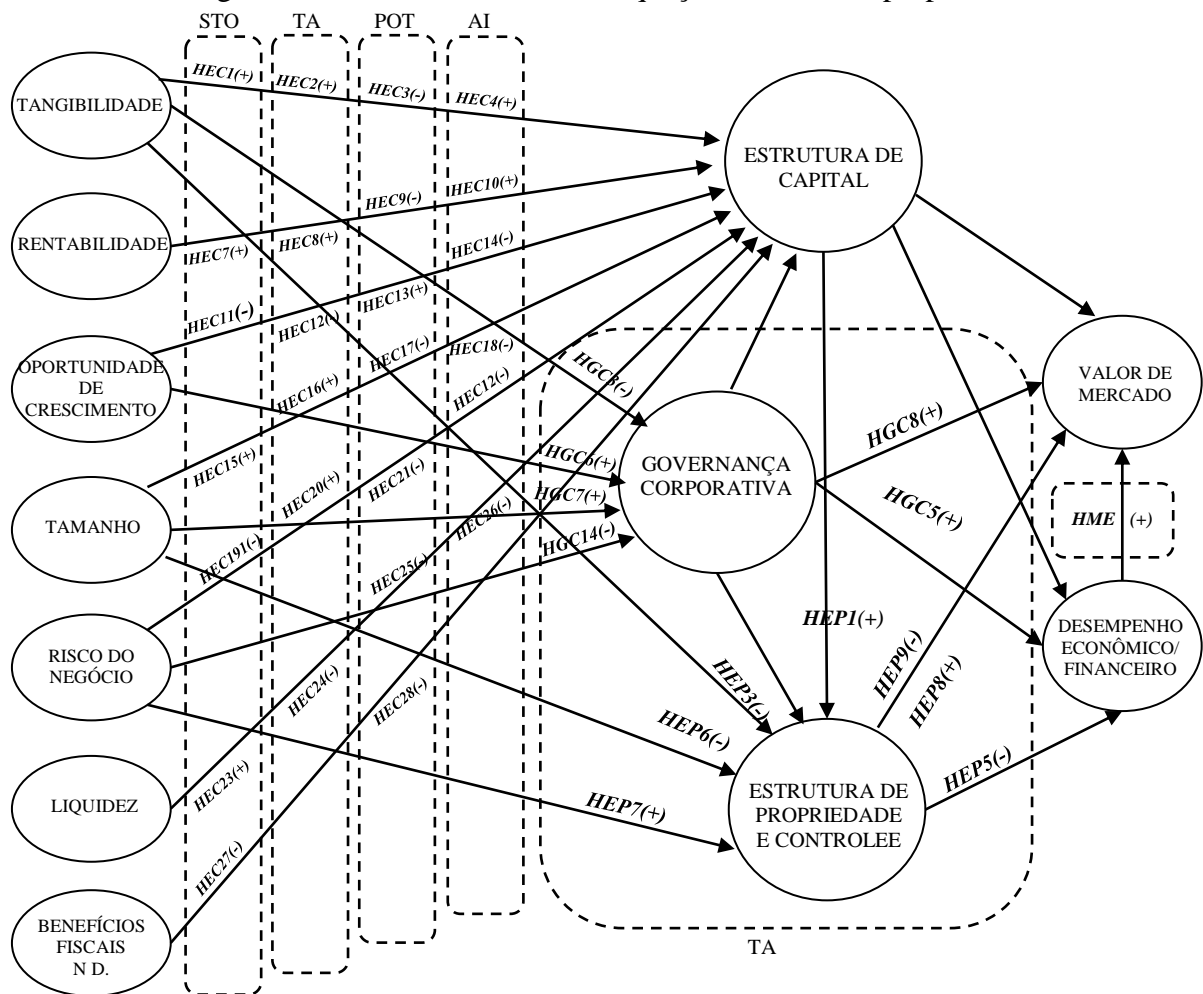 STO
TA
POT
AI
HEC1(+)
HEC2(+)
HEC3(-)
HEC4(+)
TANGIBILIDADE
ESTRUTURA DE
CAPITAL
RENTABILIDADE
HEC7(+)
HEC8(+)
HEC9(-)
HEC10(+)
OPORTUNIDADE
DE
CRESCIMENTO
HEC11(-)
HEC12(-)
HEC13(+)
HEC14(-)
VALOR DE
MERCADO
TAMANHO
HEC15(+)
HEC16(+)
HEC17(-)
HEC18(-)
HGC3(-)
HGC6(+)
HGC7(+)
HGC14(-)
GOVERNANÇA
CORPORATIVA
HGC8(+)
HGC5(+)
HME (+)
RISCO DO
NEGÓCIO
HEC191(-)
HEC20(+)
HEC21(-)
HEC12(-)
HEP1(+)
HEP9(-)
HEP8(+)
DESEMPENHO
ECONÔMICO/
FINANCEIRO
LIQUIDEZ
HEC23(+)
HEC24(-)
HEC25(-)
HEC26(-)
HEP3(-)
HEP6(-)
HEP7(+)
HEP5(-)
ESTRUTURA DE
PROPRIEDADE
E CONTROLEE
BENEFÍCIOS
FISCAIS
N D.
HEC27(-)
HEC28(-)
TA